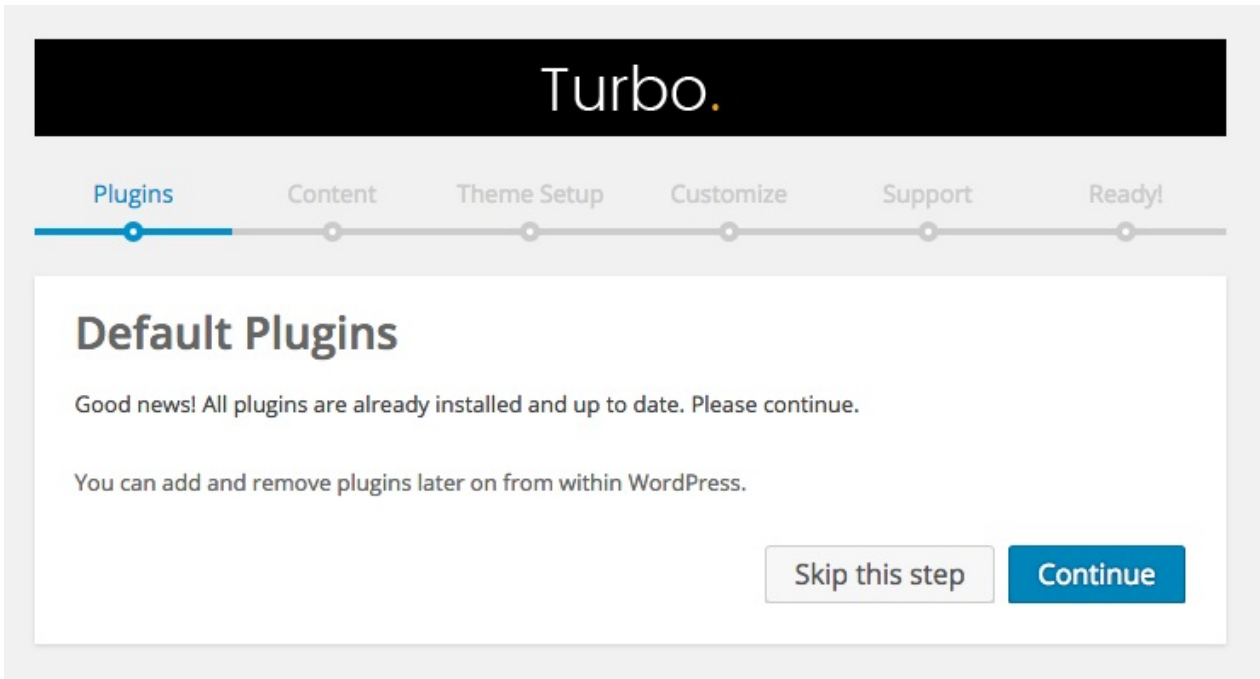 Turbo.
Plugins Content Theme Setup Customize Support Ready!
Default Plugins
Good news! All plugins are already installed and up to date. Please continue.
You can add and remove plugins later on from within WordPress.
Skip this step Continue